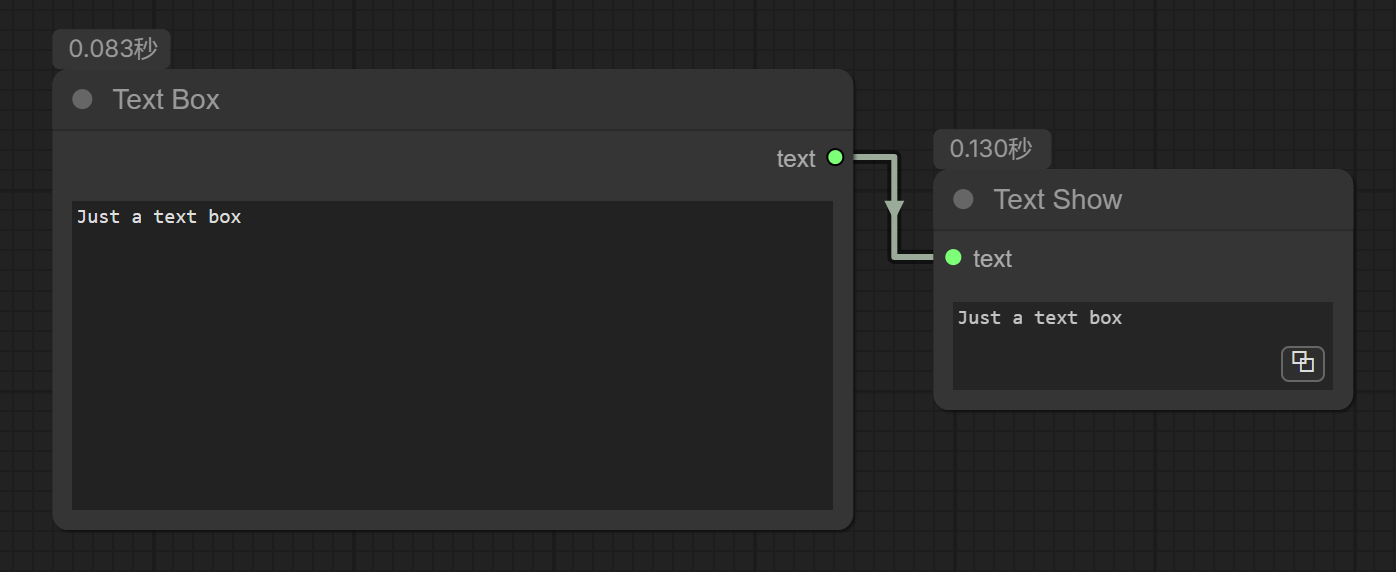 0.083秒
Text Box
text
Just a text box
0.130秒
Text Show
text
Just a text box